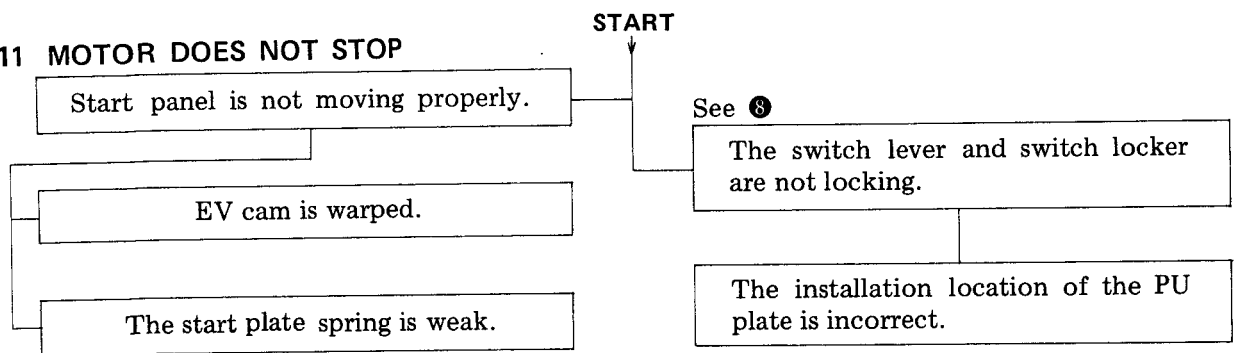 START
11 MOTOR DOES NOT STOP
Start panel is not moving properly.
EV cam is warped.
The start plate spring is weak.
See ❽
The switch lever and switch locker
are not locking.
The installation location of the PU
plate is incorrect.